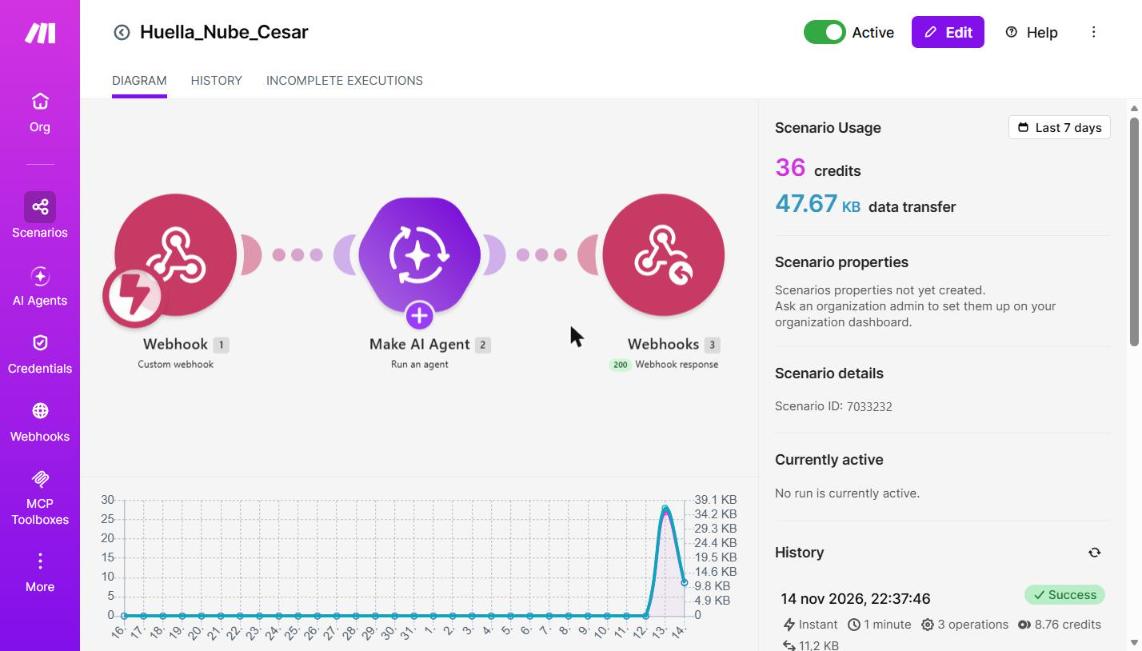 Huella_Nube_Cesar
Active
Edit
Help
DIAGRAM
HISTORY
INCOMPLETE EXECUTIONS
Org
Scenarios
AI Agents
Credentials
Webhooks
MCP
Toolboxes
More
Webhook 1
Custom webhook
Make AI Agent 2
Run an agent
Webhooks 3
200 Webhook response
Scenario Usage
Last 7 days
36 credits
47.67 KB data transfer
Scenario properties
Scenarios properties not yet created.
Ask an organization admin to set them up on your
organization dashboard.
Scenario details
Scenario ID: 7033232
Currently active
No run is currently active.
History
14 nov 2026, 22:37:46
Success
Instant 1 minute 3 operations 8.76 credits
11,2 KB
30
25
20
15
10
5
0
39.1 KB
34.2 KB
29.3 KB
24.4 KB
19.5 KB
14.6 KB
9.8 KB
4.9 KB
0
16. 17. 18. 19. 20. 21. 22. 23. 24. 25. 26. 27. 28. 29. 30. 31. 1. 2. 3. 4. 5. 6. 7. 8. 9. 10. 11. 12. 13. 14.